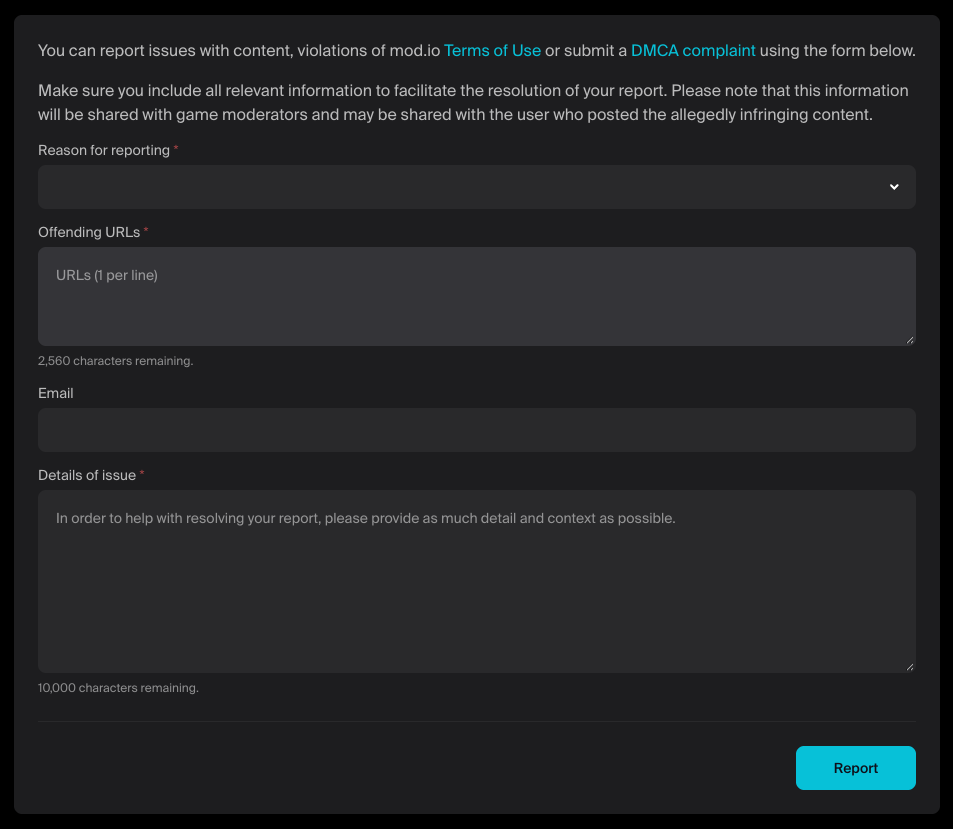 You can report issues with content, violations of mod.io Terms of Use or submit a DMCA complaint using the form below.
Make sure you include all relevant information to facilitate the resolution of your report. Please note that this information
will be shared with game moderators and may be shared with the user who posted the allegedly infringing content.
Reason for reporting *
Offending URLs *
URLs (1 per line)
2,560 characters remaining.
Email
Details of issue *
In order to help with resolving your report, please provide as much detail and context as possible.
10,000 characters remaining.
Report